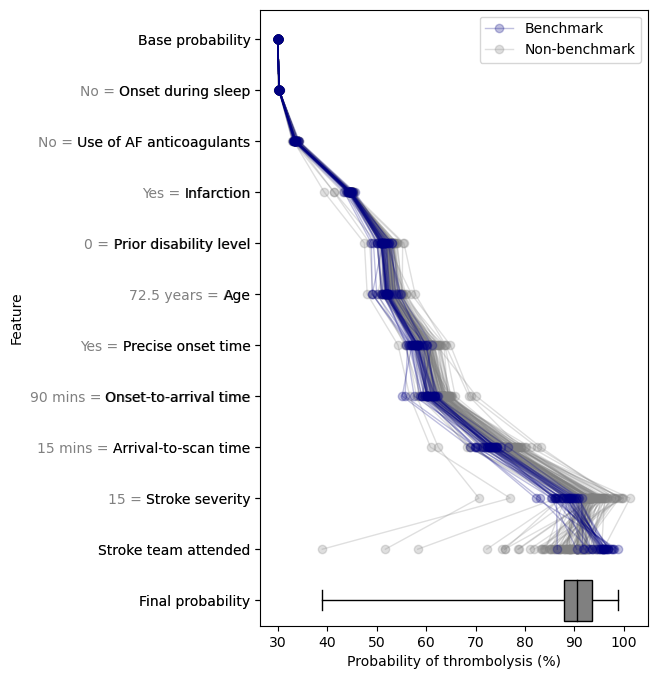 Benchmark
Non-benchmark
Base probability
No = Onset during sleep
No = Use of AF anticoagulants
Yes = Infarction
0 = Prior disability level
72.5 years = Age
Yes = Precise onset time
90 mins = Onset-to-arrival time
15 mins = Arrival-to-scan time
15 = Stroke severity
Stroke team attended
Final probability
Feature
30 40 50 60 70 80 90 100
Probability of thrombolysis (%)